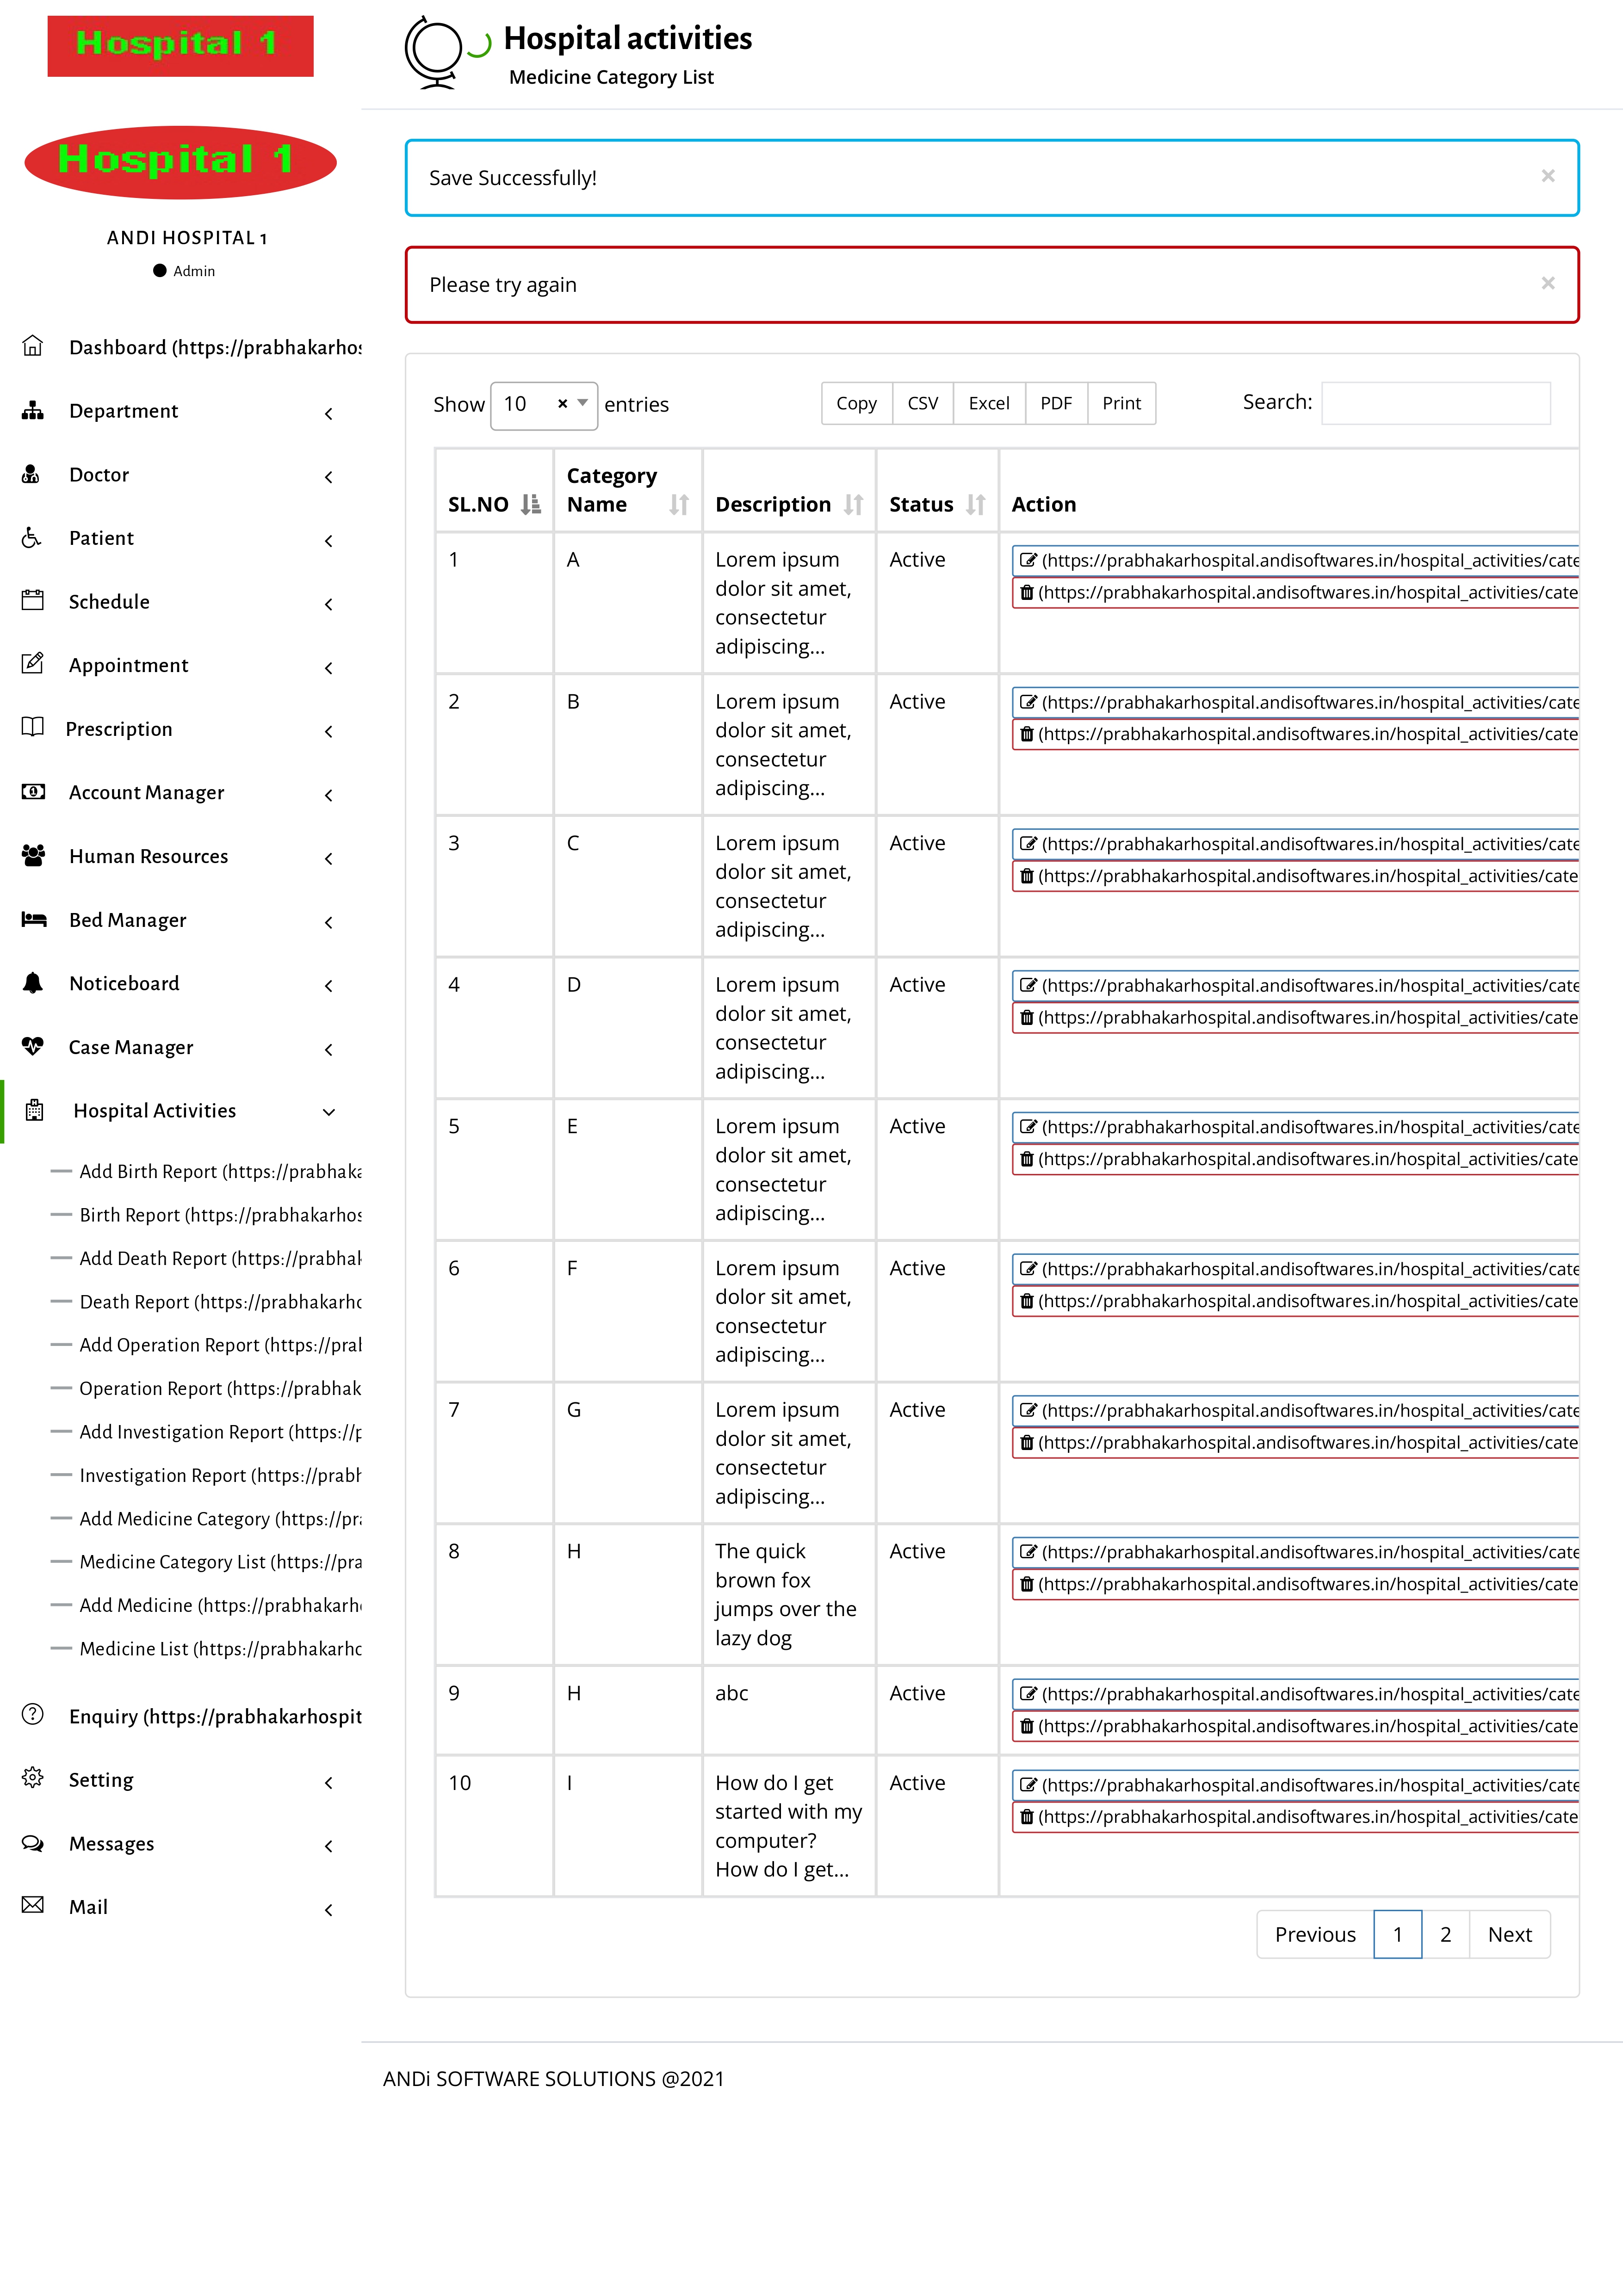 Hospital 1
Hospital 1
ANDI HOSPITAL 1
Admin
Dashboard (https://prabhakarhos
Department
Doctor
Patient
Schedule
Appointment
Prescription
Account Manager
Human Resources
Bed Manager
Noticeboard
Case Manager
Hospital Activities
Add Birth Report (https://prabhaka
Birth Report (https://prabhakarhos
Add Death Report (https://prabhak
Death Report (https://prabhakarho
Add Operation Report (https://prab
Operation Report (https://prabhak
Add Investigation Report (https://p
Investigation Report (https://prabh
Add Medicine Category (https://pra
Medicine Category List (https://pra
Add Medicine (https://prabhakarho
Medicine List (https://prabhakarho
Enquiry (https://prabhakarhospit
Setting
Messages
Mail
Hospital activities
Medicine Category List
Save Successfully! ×
Please try again ×
Show 10 × entries Copy CSV Excel PDF Print Search:
Category
SL.NO Name Description Status Action
1 A Lorem ipsum Active (https://prabhakarhospital.andisoftwares.in/hospital_activities/cate
dolor sit amet, (https://prabhakarhospital.andisoftwares.in/hospital_activities/cate
consectetur
adipiscing...
2 B Lorem ipsum Active (https://prabhakarhospital.andisoftwares.in/hospital_activities/cate
dolor sit amet, (https://prabhakarhospital.andisoftwares.in/hospital_activities/cate
consectetur
adipiscing...
3 C Lorem ipsum Active (https://prabhakarhospital.andisoftwares.in/hospital_activities/cate
dolor sit amet, (https://prabhakarhospital.andisoftwares.in/hospital_activities/cate
consectetur
adipiscing...
4 D Lorem ipsum Active (https://prabhakarhospital.andisoftwares.in/hospital_activities/cate
dolor sit amet, (https://prabhakarhospital.andisoftwares.in/hospital_activities/cate
consectetur
adipiscing...
5 E Lorem ipsum Active (https://prabhakarhospital.andisoftwares.in/hospital_activities/cate
dolor sit amet, (https://prabhakarhospital.andisoftwares.in/hospital_activities/cate
consectetur
adipiscing...
6 F Lorem ipsum Active (https://prabhakarhospital.andisoftwares.in/hospital_activities/cate
dolor sit amet, (https://prabhakarhospital.andisoftwares.in/hospital_activities/cate
consectetur
adipiscing...
7 G Lorem ipsum Active (https://prabhakarhospital.andisoftwares.in/hospital_activities/cate
dolor sit amet, (https://prabhakarhospital.andisoftwares.in/hospital_activities/cate
consectetur
adipiscing...
8 H The quick Active (https://prabhakarhospital.andisoftwares.in/hospital_activities/cate
brown fox (https://prabhakarhospital.andisoftwares.in/hospital_activities/cate
jumps over the
lazy dog
9 H abc Active (https://prabhakarhospital.andisoftwares.in/hospital_activities/cate
(https://prabhakarhospital.andisoftwares.in/hospital_activities/cate
10 I How do I get Active (https://prabhakarhospital.andisoftwares.in/hospital_activities/cate
started with my (https://prabhakarhospital.andisoftwares.in/hospital_activities/cate
computer?
How do I get...
Previous 1 2 Next
ANDi SOFTWARE SOLUTIONS @2021